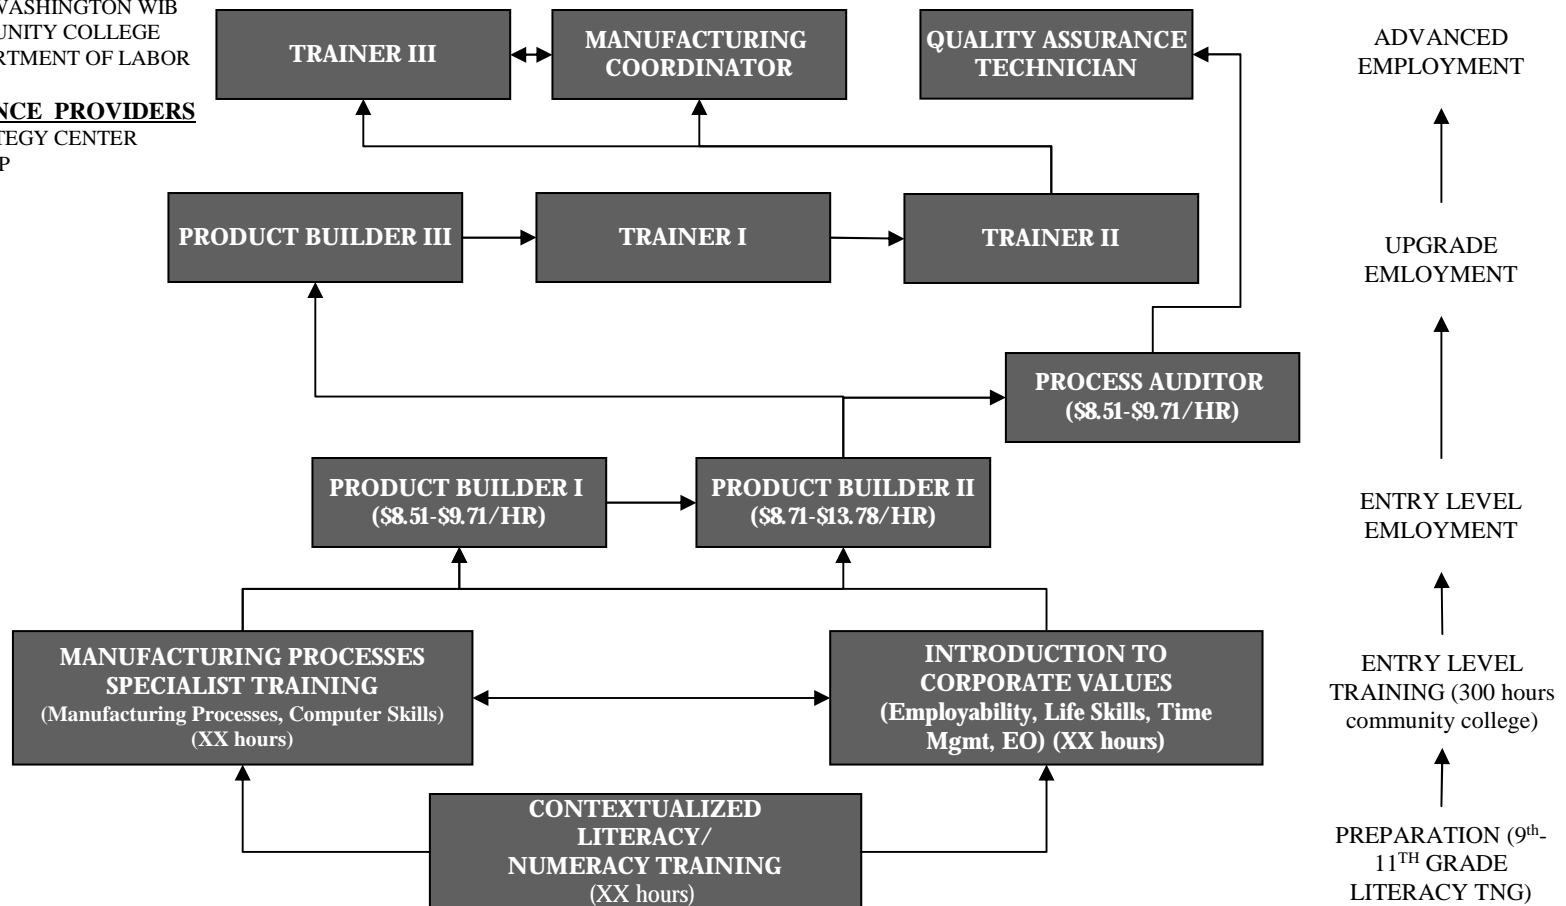 WASHINGTON WIB
UNITY COLLEGE
RTMENT OF LABOR
NCE PROVIDERS
TEGY CENTER
P
TRAINER III
MANUFACTURING
COORDINATOR
QUALITY ASSURANCE
TECHNICIAN
ADVANCED
EMPLOYMENT
PRODUCT BUILDER III
TRAINER I
TRAINER II
UPGRADE
EMLOYMENT
PROCESS AUDITOR
($8.51-$9.71/HR)
PRODUCT BUILDER I
($8.51-$9.71/HR)
PRODUCT BUILDER II
($8.71-$13.78/HR)
ENTRY LEVEL
EMLOYMENT
MANUFACTURING PROCESSES
SPECIALIST TRAINING
(Manufacturing Processes, Computer Skills)
(XX hours)
INTRODUCTION TO
CORPORATE VALUES
(Employability, Life Skills, Time
Mgmt, EO) (XX hours)
ENTRY LEVEL
TRAINING (300 hours
community college)
CONTEXTUALIZED
LITERACY/
NUMERACY TRAINING
(XX hours)
PREPARATION (9th-
11TH GRADE
LITERACY TNG)